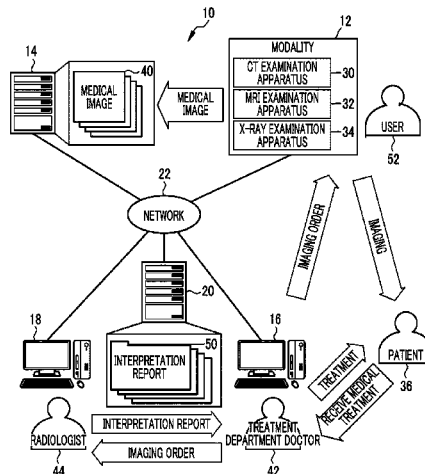 10
12
14
MODALITY
40
CT EXAMINATION
APPARATUS
30
MEDICAL
IMAGE
MEDICAL
IMAGE
MRI EXAMINATION
APPARATUS
32
X-RAY EXAMINATION
APPARATUS
34
USER
52
22
NETWORK
IMAGING ORDER
IMAGING
20
18
16
50
INTERPRETATION
REPORT
PATIENT
36
TREATMENT
RECEIVE MEDICAL
TREATMENT
RADIOLOGIST
44
INTERPRETATION REPORT
IMAGING ORDER
TREATMENT
DEPARTMENT DOCTOR
42